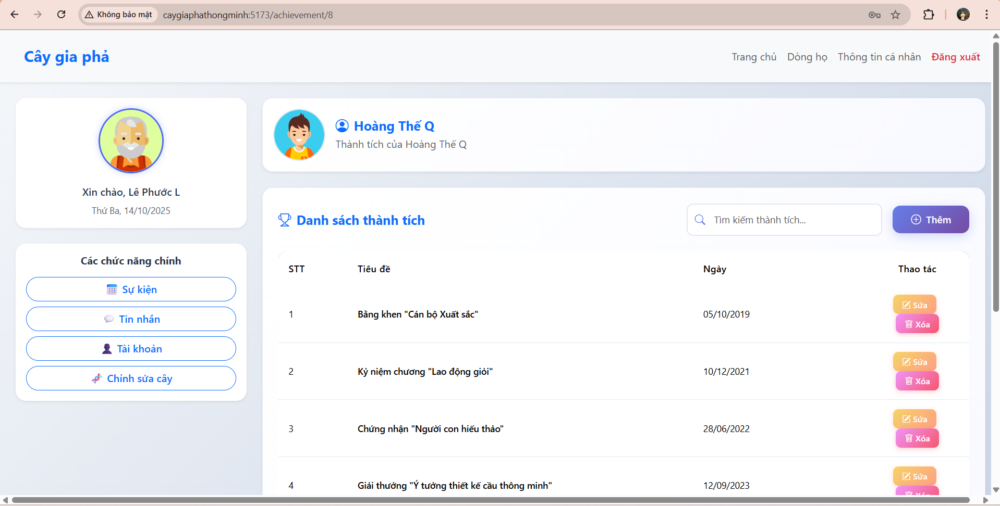 Không bảo mật caygiaphathongminh:5173/achievement/8
Cây gia phả
Trang chủ Dòng họ Thông tin cá nhân Đăng xuất
Xin chào, Lê Phước L
Thứ Ba, 14/10/2025
Các chức năng chính
Sự kiện
Tin nhắn
Tài khoản
Chỉnh sửa cây
Hoàng Thế Q
Thành tích của Hoàng Thế Q
Danh sách thành tích
Tìm kiếm thành tích...
Thêm
STT Tiêu đề Ngày Thao tác
1 Bằng khen "Cán bộ Xuất sắc" 05/10/2019 Sửa
Xóa
2 Kỷ niệm chương "Lao động giỏi" 10/12/2021 Sửa
Xóa
3 Chứng nhận "Người con hiếu thảo" 28/06/2022 Sửa
Xóa
4 Giải thưởng "Ý tưởng thiết kế cầu thông minh" 12/09/2023 Sửa
Xóa